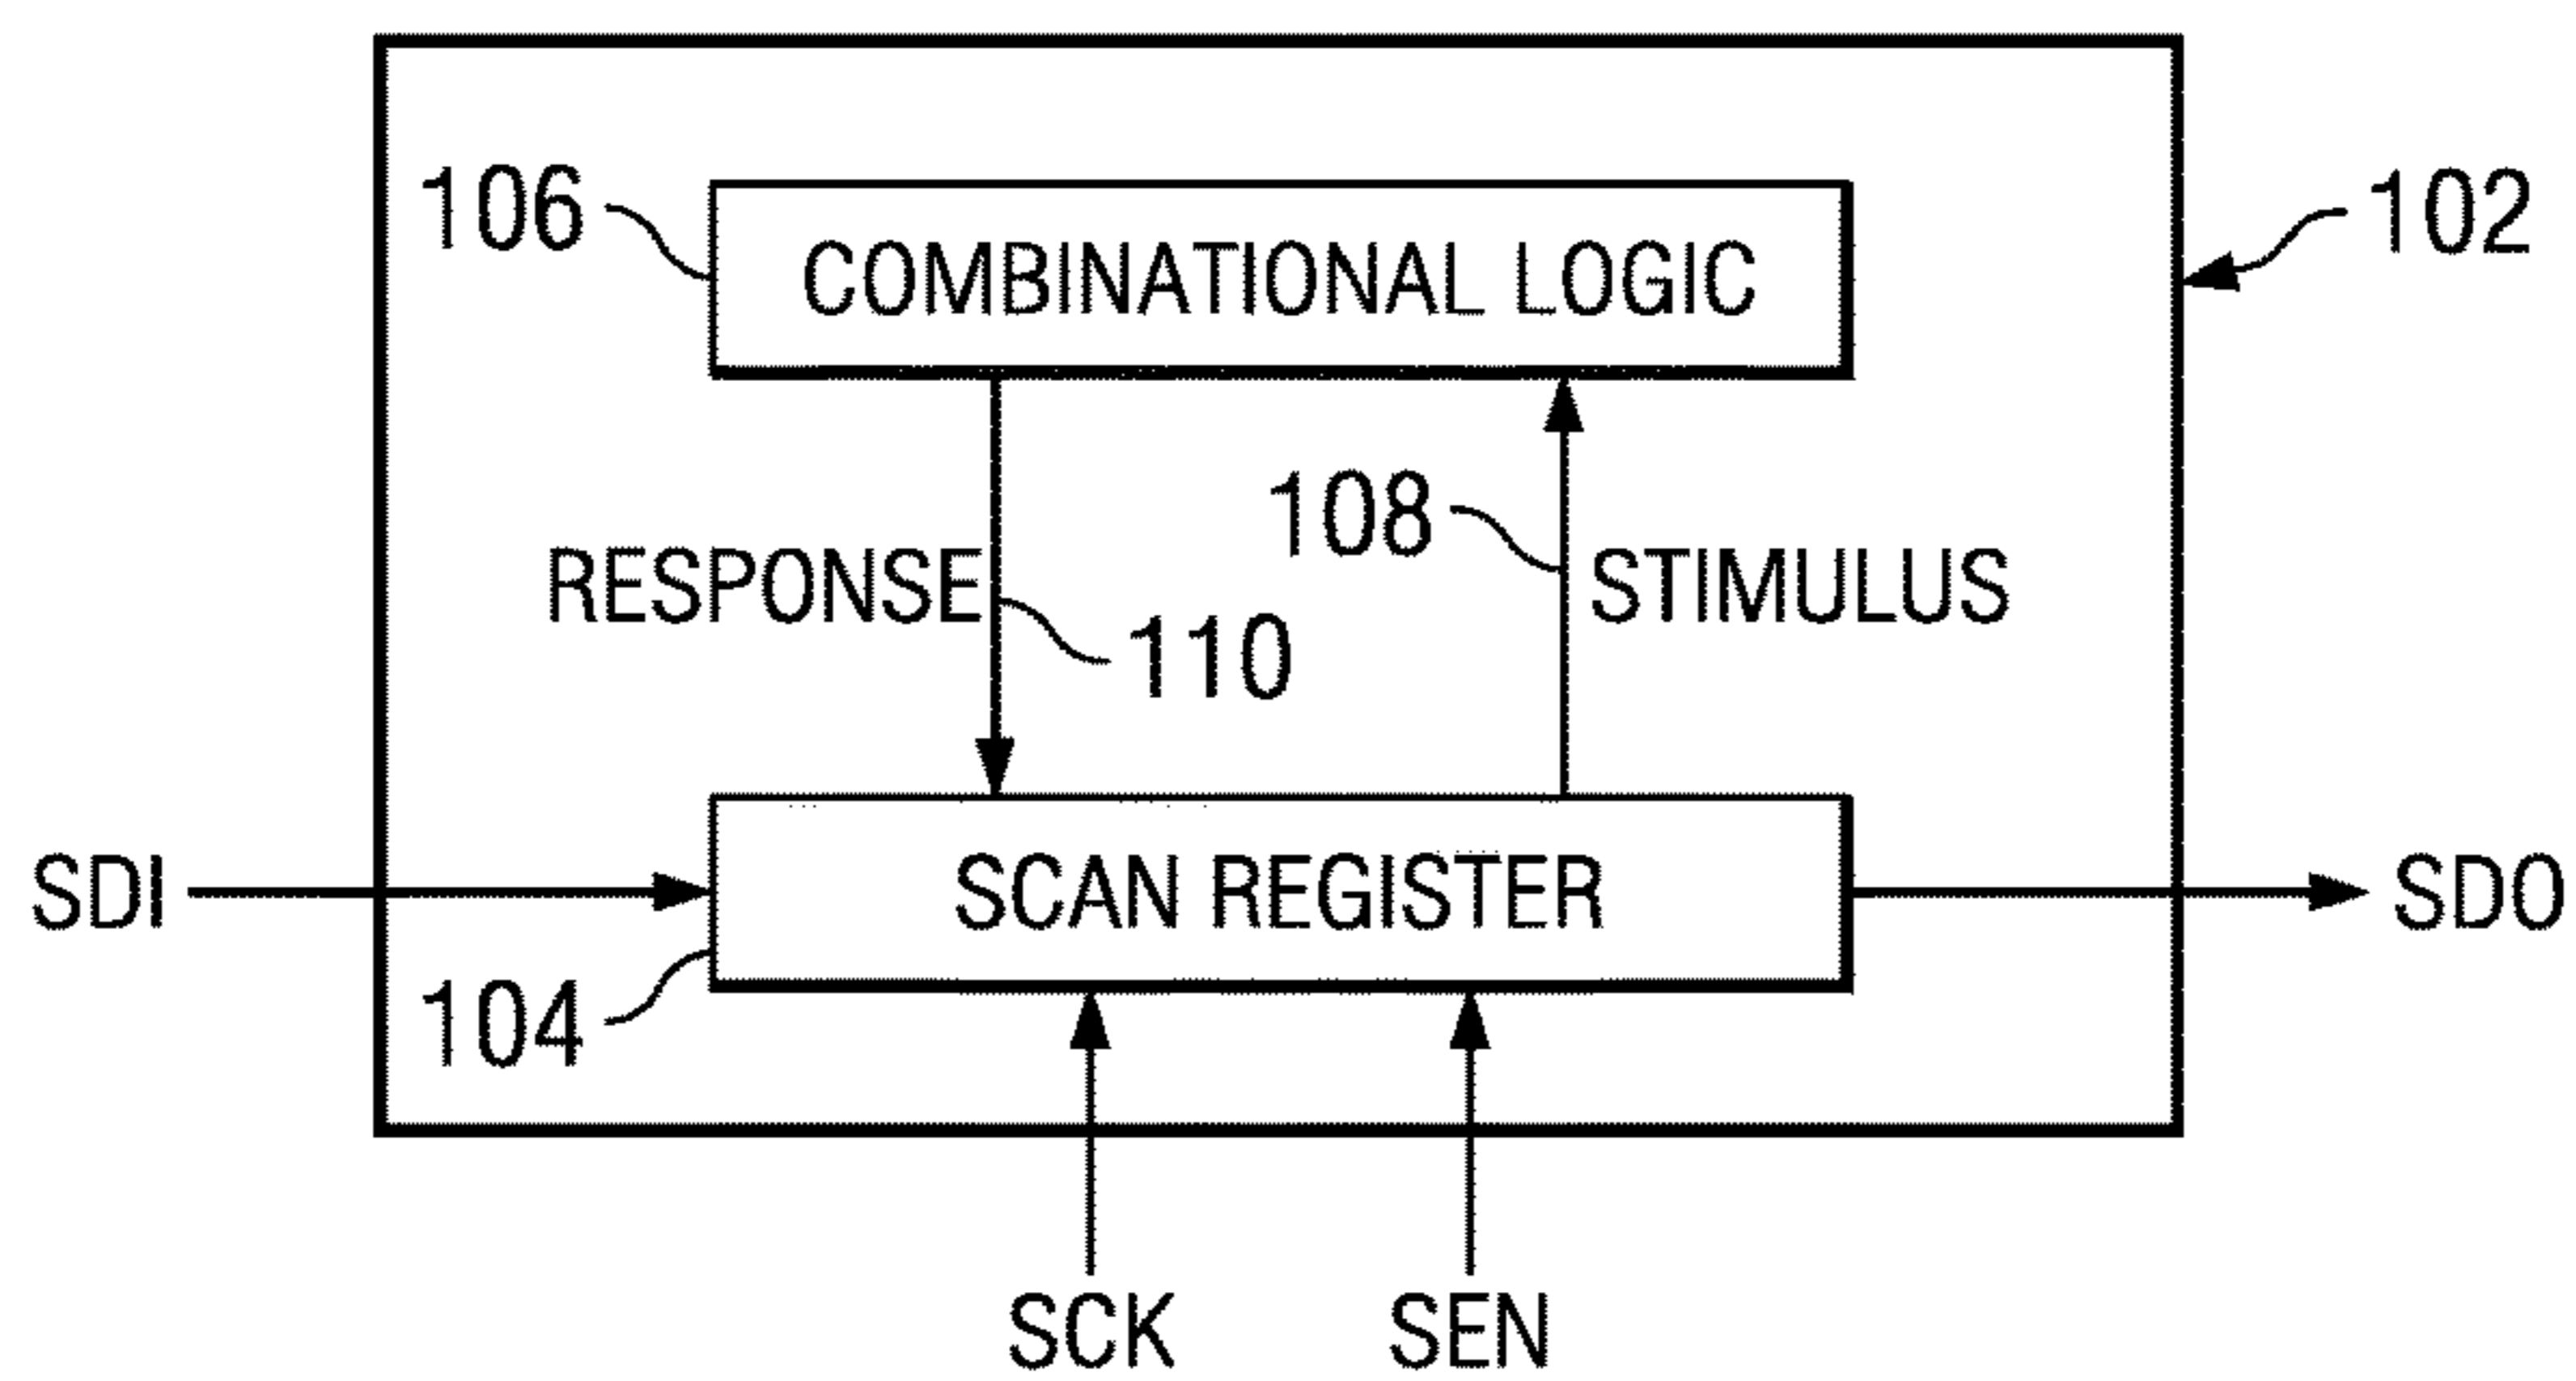 106
102
COMBINATIONAL LOGIC
108
RESPONSE
STIMULUS
110
SDI
SCAN REGISTER
SDO
104
SCK
SEN